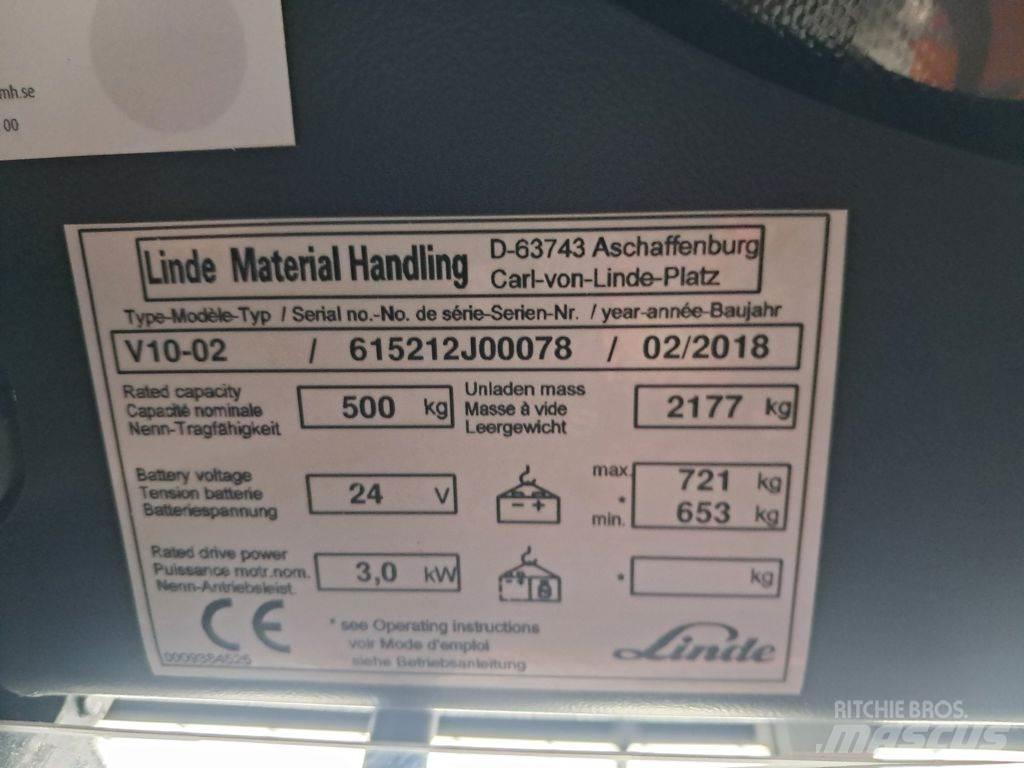 mh.se
00
Linde Material Handling
D-63743 Aschaffenburg
Carl-von-Linde-Platz
Type-Modèle-Typ / Serial no.-No. de série-Serien-Nr. / year-année-Baujahr
V10-02 / 615212J00078 / 02/2018
Rated capacity
Capacité nominale
Nenn-Tragfähigkeit
500 kg
Unladen mass
Masse à vide
Leergewicht
2177 kg
Battery voltage
Tension batterie
Batteriespannung
24 V
- +
max.
*
min.
721 kg
653 kg
Rated drive power
Puissance motr.nom.
Nenn-Antriebsleist.
3,0 kW
*
kg
CE
0009384525
* see Operating instructions
voir Mode d'emploi
siehe Betriebsanleitung
Linde
RITCHIE BROS.
mascus